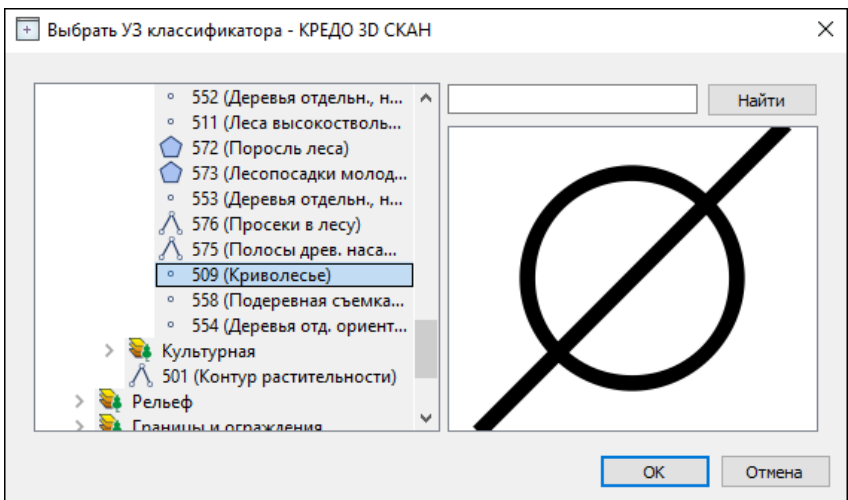 Выбрать УЗ классификатора - КРЕДО 3D СКАН
552 (Деревья отдельн., н...
511 (Леса высокостволь...
572 (Поросль леса)
573 (Лесопосадки молод...
553 (Деревья отдельн., н...
576 (Просеки в лесу)
575 (Полосы древ. наса...
509 (Криволесье)
558 (Подеревная съемка...
554 (Деревья отд. ориент...
Культурная
501 (Контур растительности)
Рельеф
Границы и ограждения
Найти
OK
Отмена